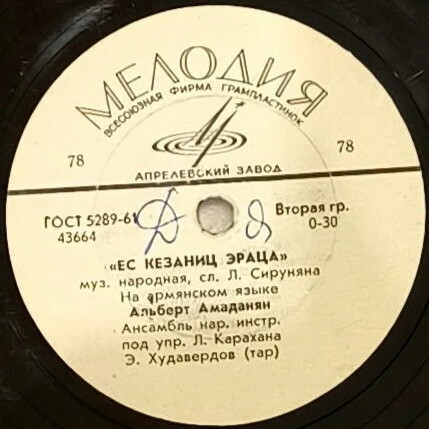 МЕЛОДИЯ
ВСЕСОЮЗНАЯ ФИРМА ГРАМПЛАСТИНОК
78
78
АПРЕЛЕВСКИЙ ЗАВОД
ГОСТ 5289-61
Вторая гр.
43664
0-30
«ЕС КЕЗАНИЦ ЭРАЦА»
муз. народная, сл. Л. Сируняна
На армянском языке
Альберт Амаданян
Ансамбль нар. инстр.
под упр. Л. Карахана
Э. Худавердов (тар)